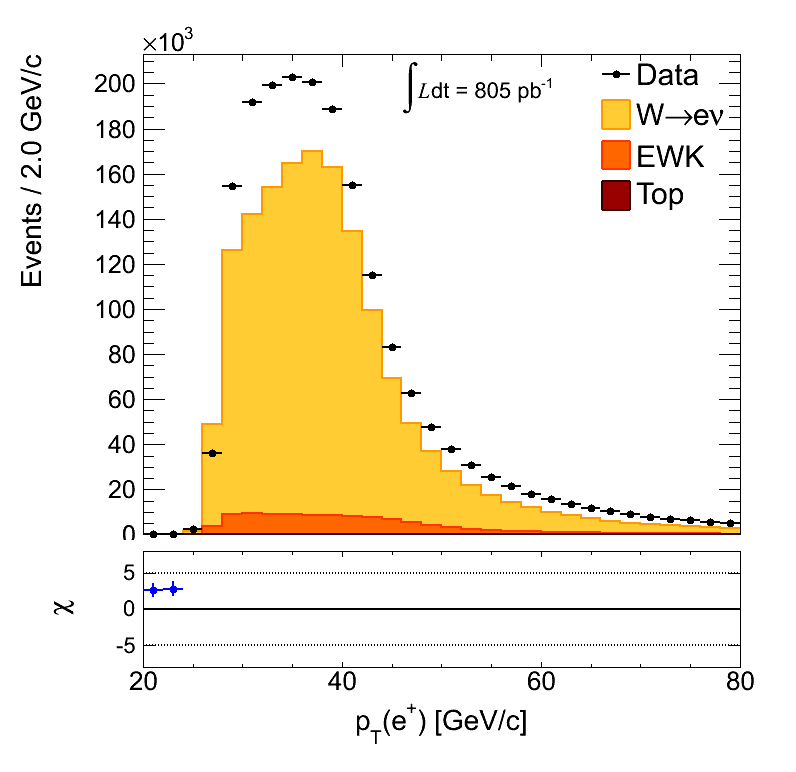 ×10³
Events / 2.0 GeV/c
200
180
160
140
120
100
80
60
40
20
0
∫Ldt = 805 pb⁻¹
Data
W→eν
EWK
Top
χ
5
0
-5
20 40 60 80
p_T(e⁺) [GeV/c]